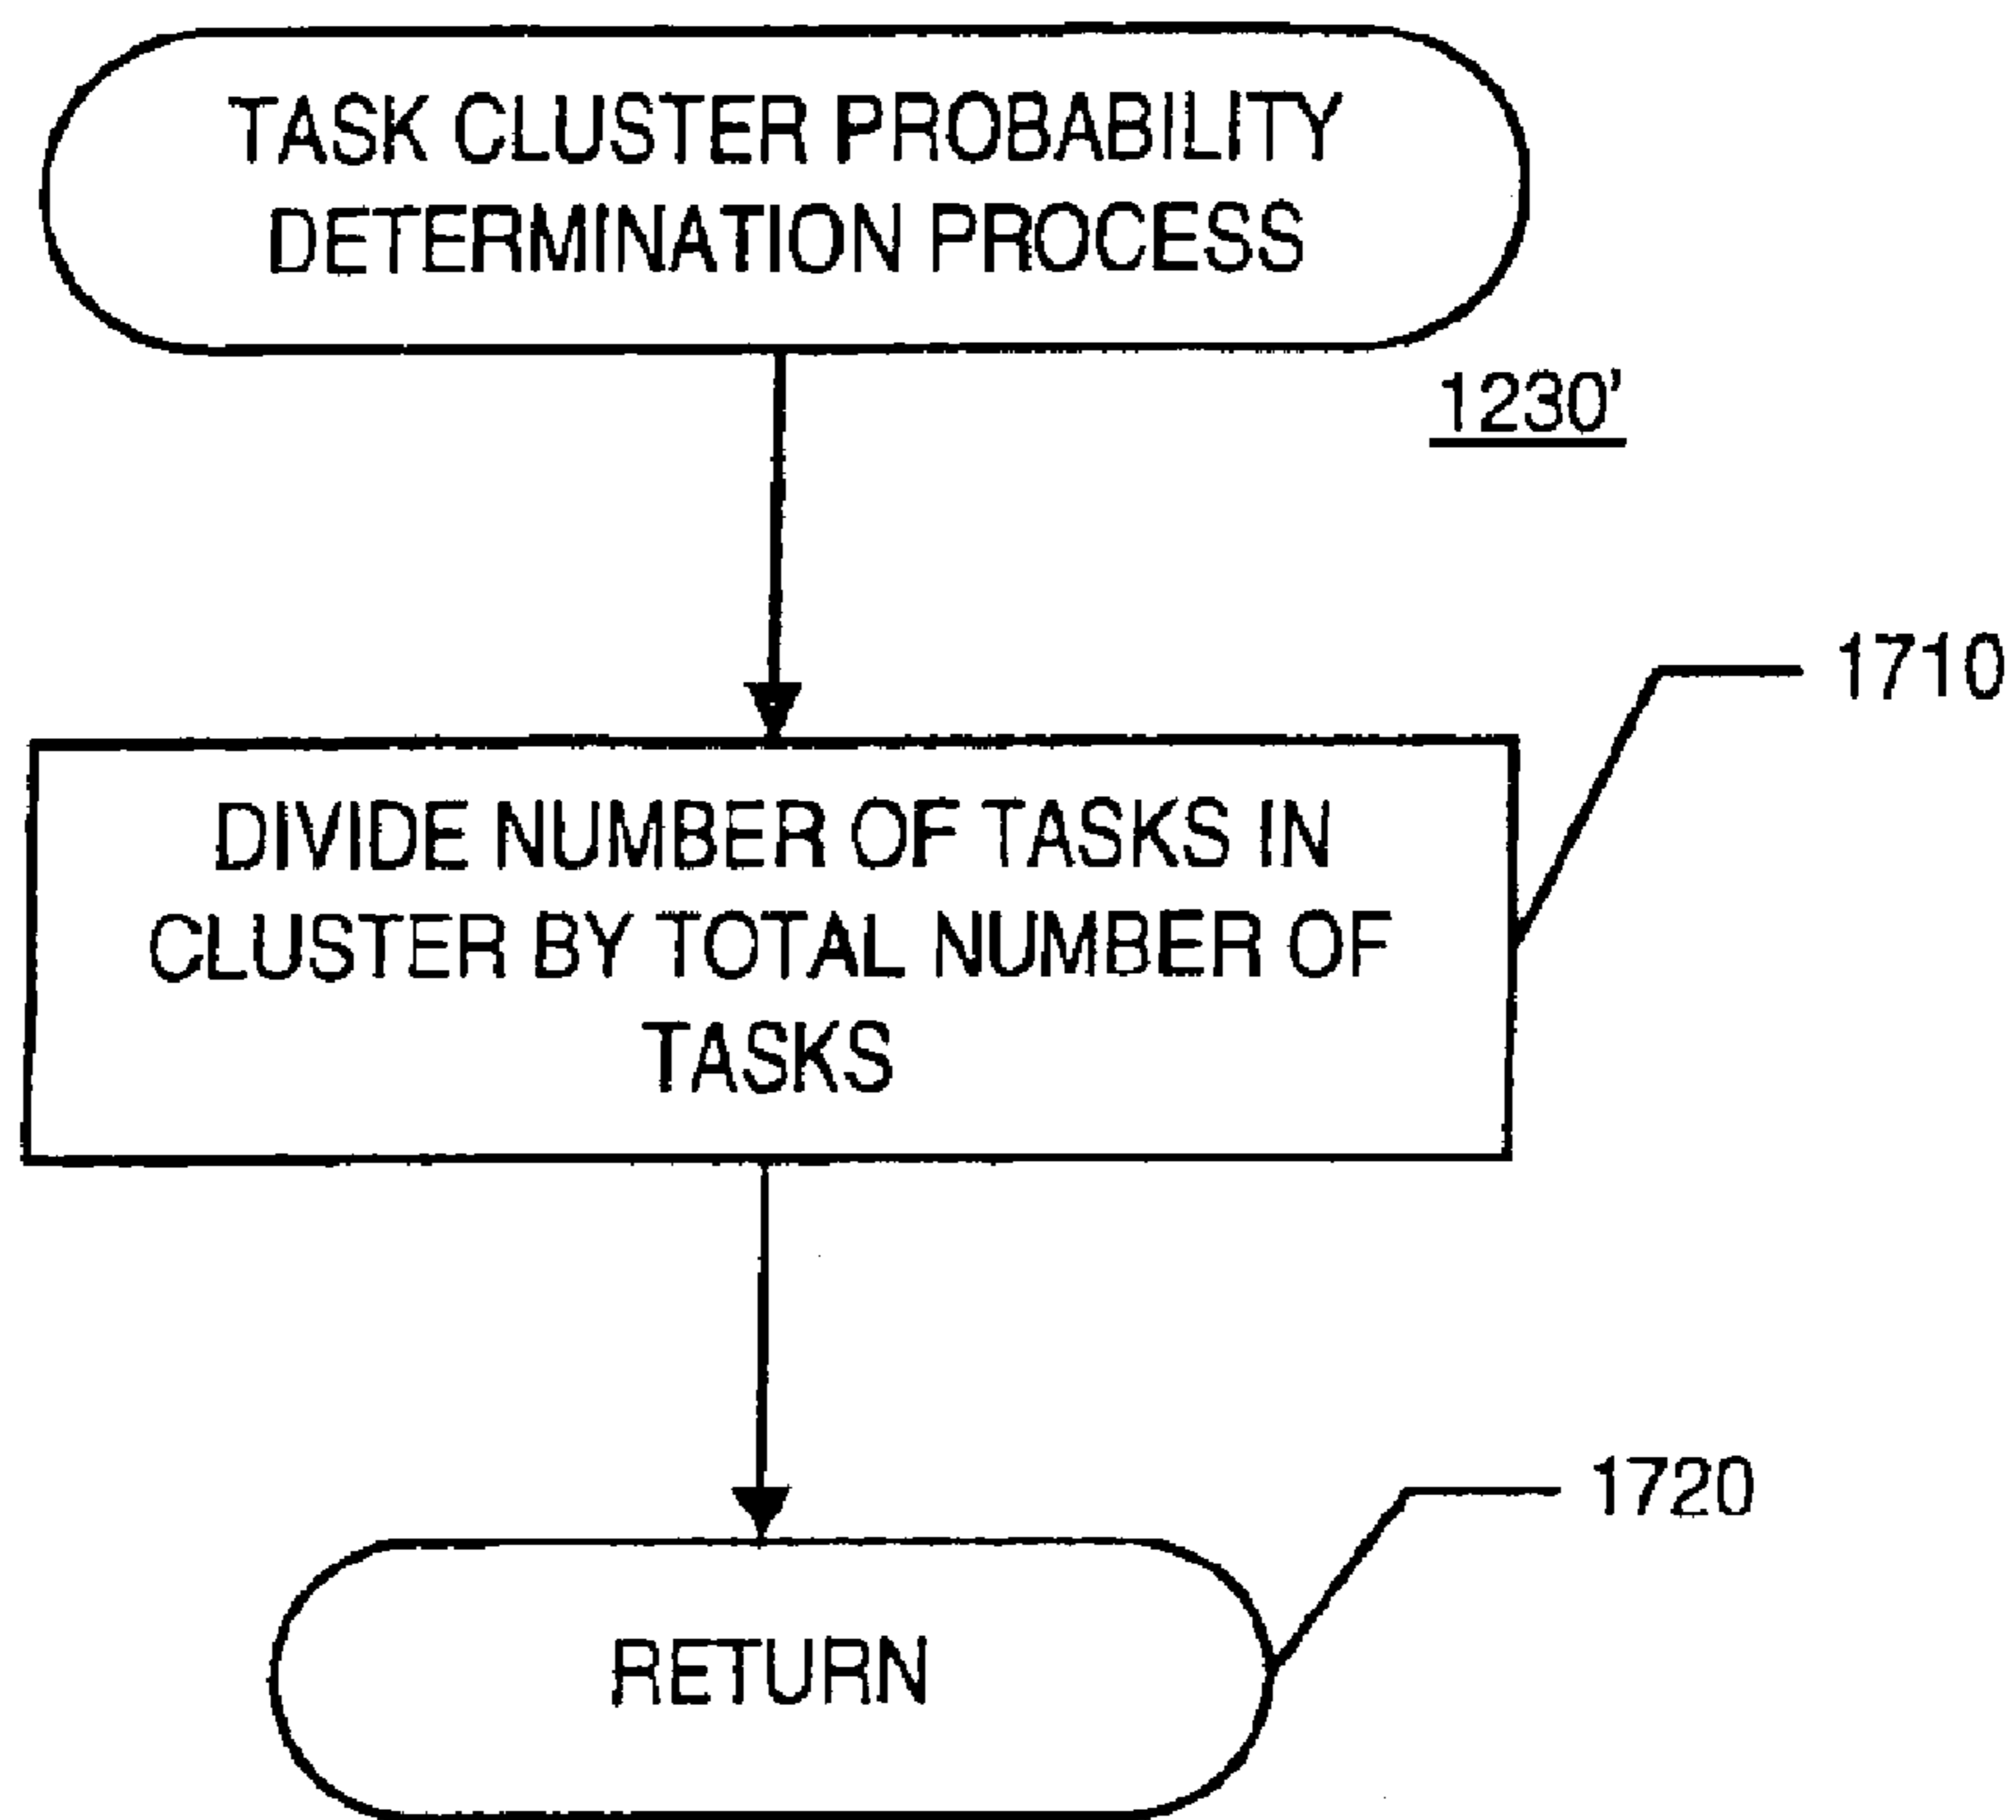 TASK CLUSTER PROBABILITY
DETERMINATION PROCESS
1230'
1710
DIVIDE NUMBER OF TASKS IN
CLUSTER BY TOTAL NUMBER OF
TASKS
1720
RETURN